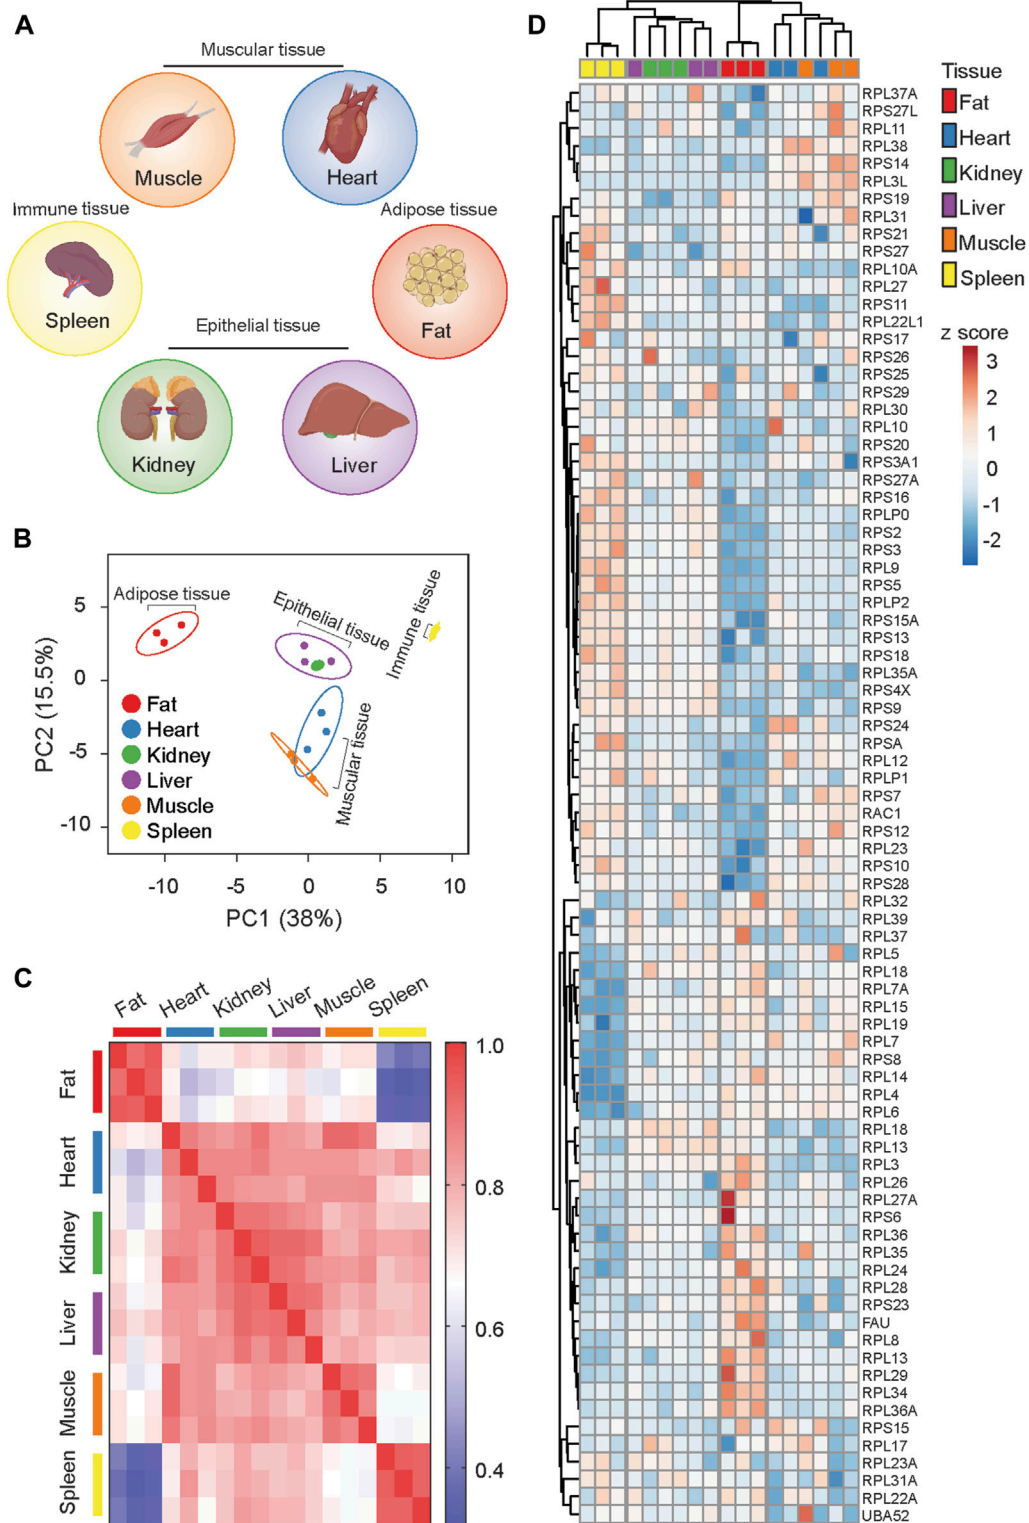 A
Muscular tissue
Muscle
Heart
Immune tissue
Adipose tissue
Spleen
Fat
Epithelial tissue
Kidney
Liver
B
Adipose tissue
Epithelial tissue
Immune tissue
Muscular tissue
Fat
Heart
Kidney
Liver
Muscle
Spleen
PC2 (15.5%)
5
0
-5
-10
-10
-5
0
5
10
PC1 (38%)
C
Fat
Heart
Kidney
Liver
Muscle
Spleen
Fat
Heart
Kidney
Liver
Muscle
Spleen
1.0
0.8
0.6
0.4
D
RPL37A
RPS27L
RPL11
RPL38
RPS14
RPL3L
RPS19
RPL31
RPS21
RPS27
RPL10A
RPL27
RPS11
RPL22L1
RPS17
RPS26
RPS25
RPS29
RPL30
RPL10
RPS20
RPS3A1
RPS27A
RPS16
RPLP0
RPS2
RPS3
RPL9
RPS5
RPLP2
RPS15A
RPS13
RPS18
RPL35A
RPS4X
RPS9
RPS24
RPSA
RPL12
RPLP1
RPS7
RAC1
RPS12
RPL23
RPS10
RPS28
RPL32
RPL39
RPL37
RPL5
RPL18
RPL7A
RPL15
RPL19
RPL7
RPS8
RPL14
RPL4
RPL6
RPL18
RPL13
RPL3
RPL26
RPL27A
RPS6
RPL36
RPL35
RPL24
RPL28
RPS23
FAU
RPL8
RPL13
RPL29
RPL34
RPL36A
RPS15
RPL17
RPL23A
RPL31A
RPL22A
UBA52
Tissue
Fat
Heart
Kidney
Liver
Muscle
Spleen
z score
3
2
1
0
-1
-2